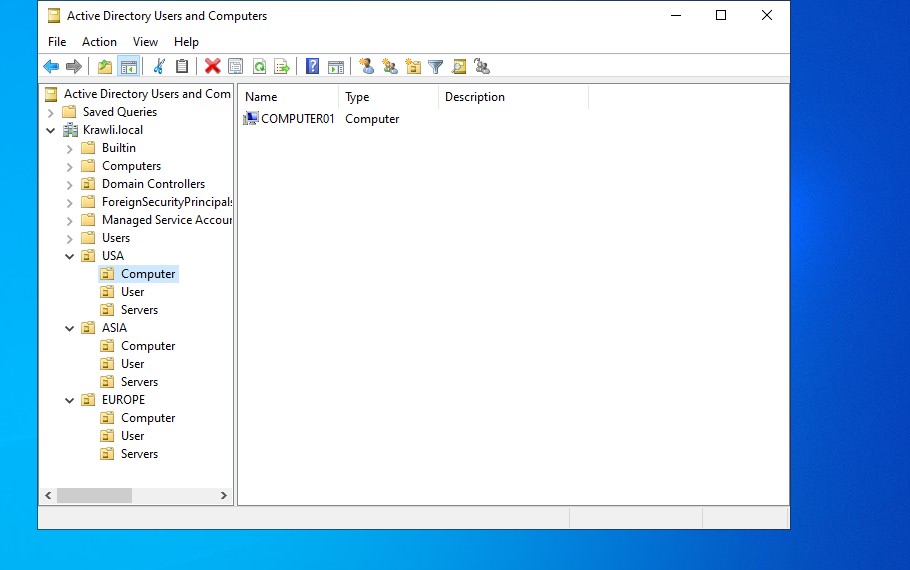 Active Directory Users and Computers
File Action View Help
Active Directory Users and Com
Saved Queries
Krawli.local
Builtin
Computers
Domain Controllers
ForeignSecurityPrincipals
Managed Service Accour
Users
USA
Computer
User
Servers
ASIA
Computer
User
Servers
EUROPE
Computer
User
Servers
Name Type Description
COMPUTER01 Computer